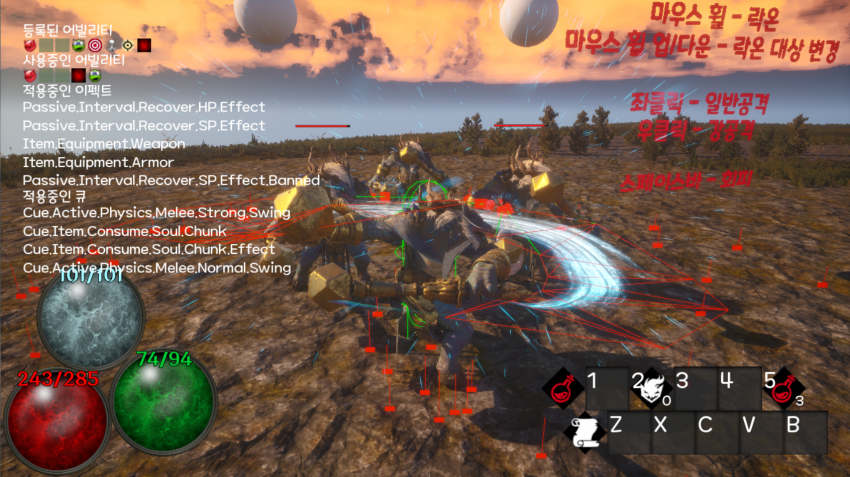 등록된 어빌리티
사용중인 어빌리티
적용중인 이펙트
Passive.Interval.Recover.HP.Effect
Passive.Interval.Recover.SP.Effect
Item.Equipment.Weapon
Item.Equipment.Armor
Passive.Interval.Recover.SP.Effect.Banned
적용중인 큐
Cue.Active.Physics.Melee.Strong.Swing
Cue.Item.Consume.Soul.Chunk
Cue.Item.Consume.Soul.Chunk.Effect
Cue.Active.Physics.Melee.Normal.Swing
101/101
74/94
243/285
마우스 휠 - 락온
마우스 휠 업/다운 - 락온 대상 변경
좌클릭 - 일반공격
우클릭 - 강공격
스페이스바 - 회피
1 2 3 4 5
0 3
Z X C V B